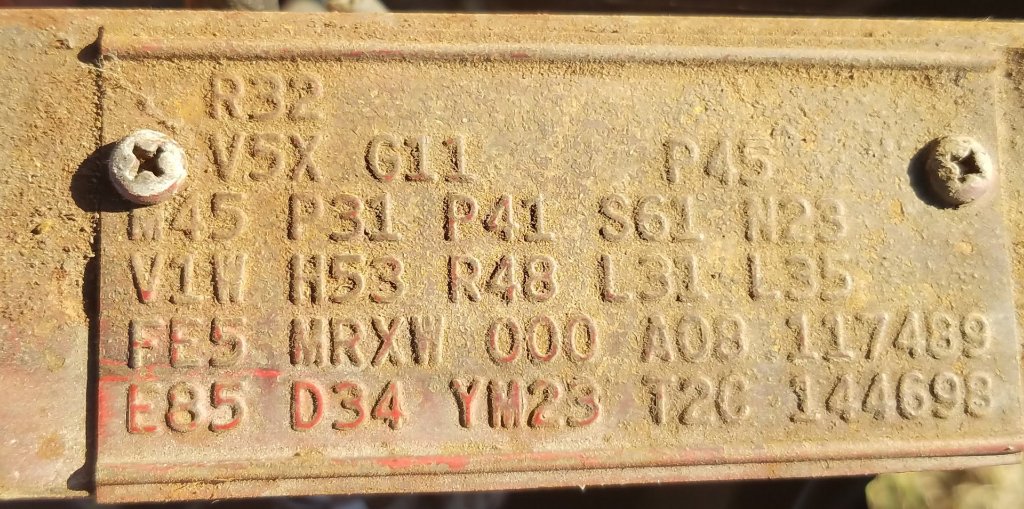 R32
V5X G11 P45
M45 P31 P41 S61 N23
V1W H53 R48 L31 L35
FE5 MRXW 000 A08 117489
E85 D34 YM23 T2C 144698